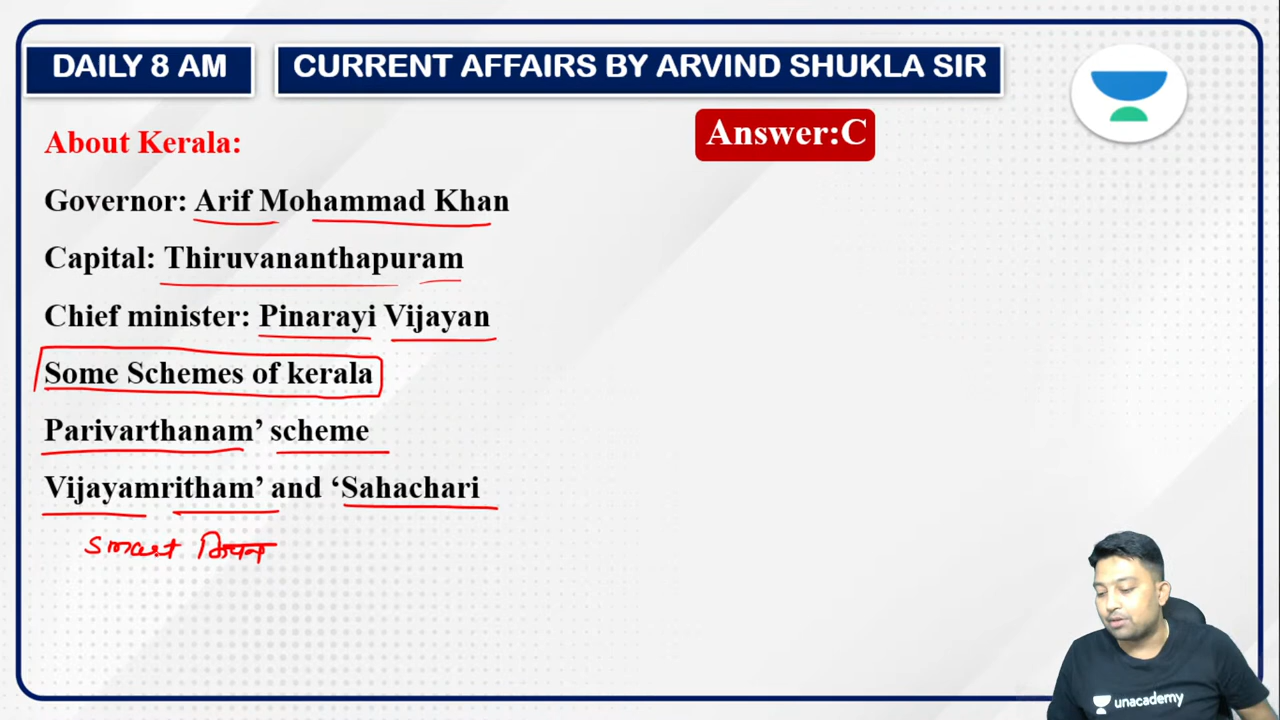 DAILY 8 AM
CURRENT AFFAIRS BY ARVIND SHUKLA SIR
Answer:C
About Kerala:
Governor: Arif Mohammad Khan
Capital: Thiruvananthapuram
Chief minister: Pinarayi Vijayan
Some Schemes of kerala
Parivarthanam’ scheme
Vijayamritham’ and ‘Sahachari
Smart
unacademy